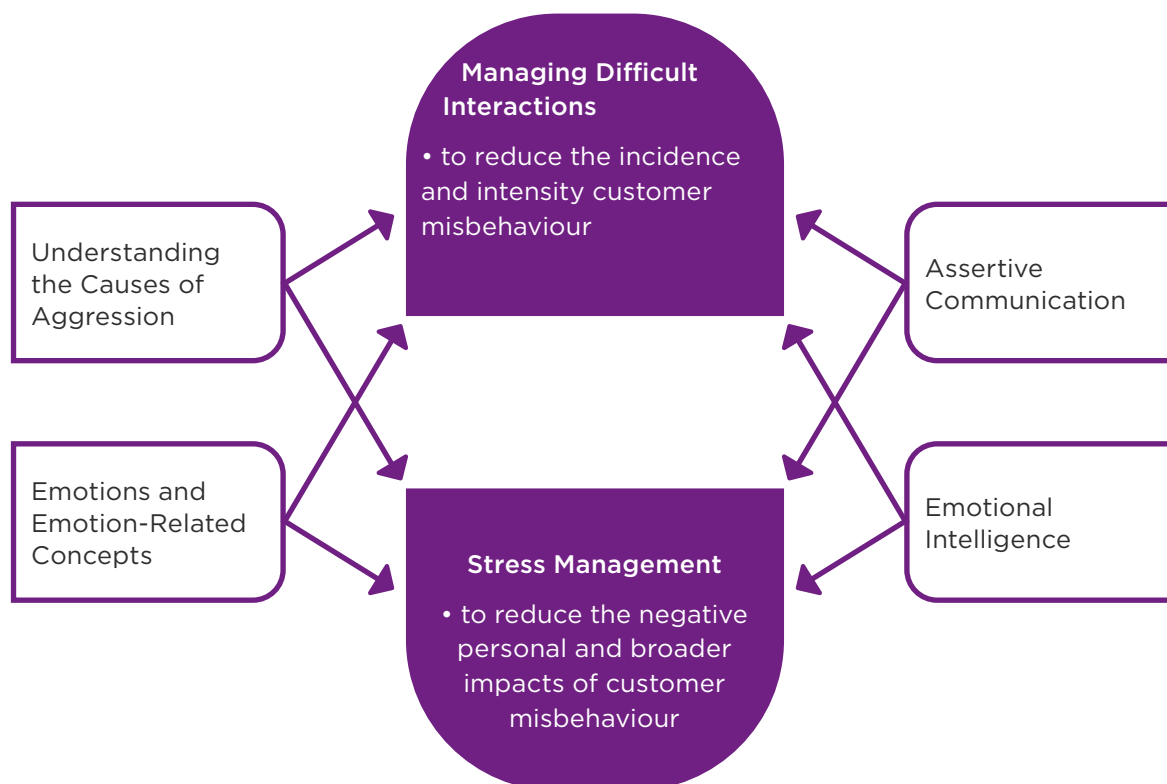 Managing Difficult
Interactions
• to reduce the incidence
and intensity customer
misbehaviour
Understanding
the Causes of
Aggression
Assertive
Communication
Emotions and
Emotion-Related
Concepts
Emotional
Intelligence
Stress Management
• to reduce the negative
personal and broader
impacts of customer
misbehaviour